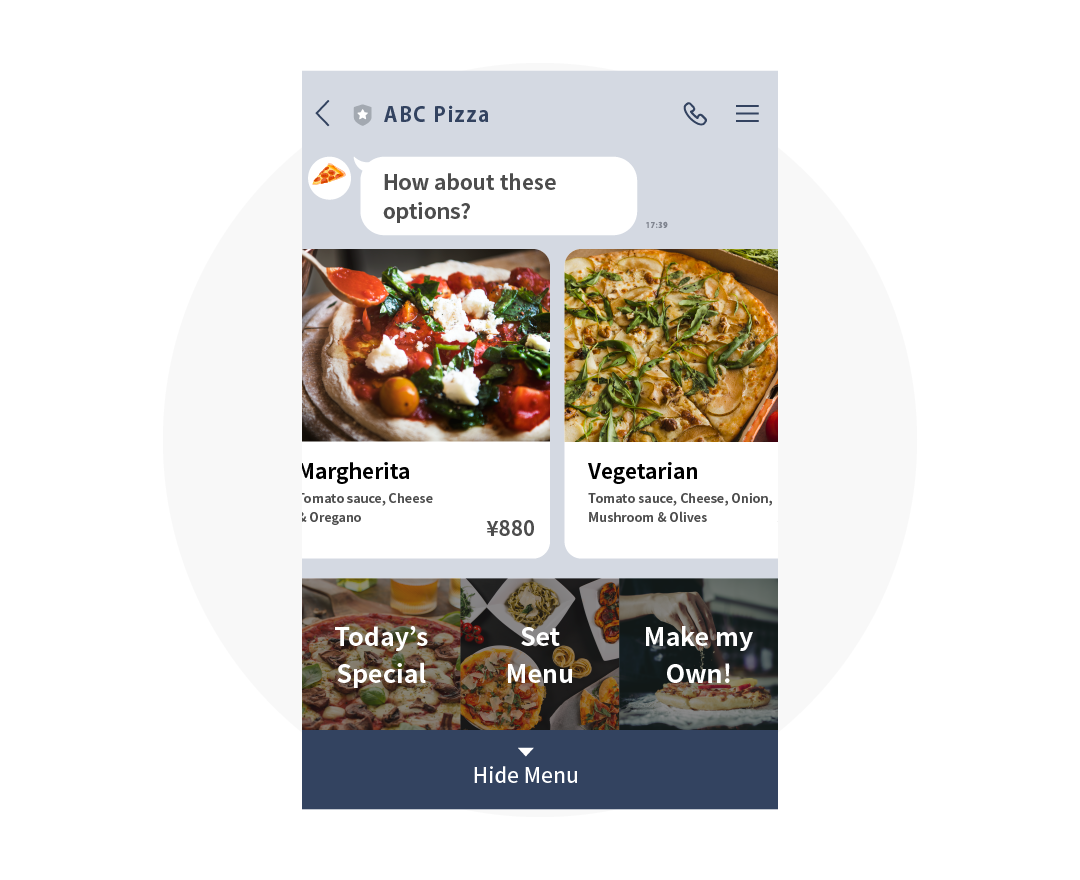 ABC Pizza
How about these
options?
17:39
Margherita
Tomato sauce, Cheese
& Oregano
¥880
Vegetarian
Tomato sauce, Cheese, Onion,
Mushroom & Olives
Today’s
Special
Set
Menu
Make my
Own!
Hide Menu